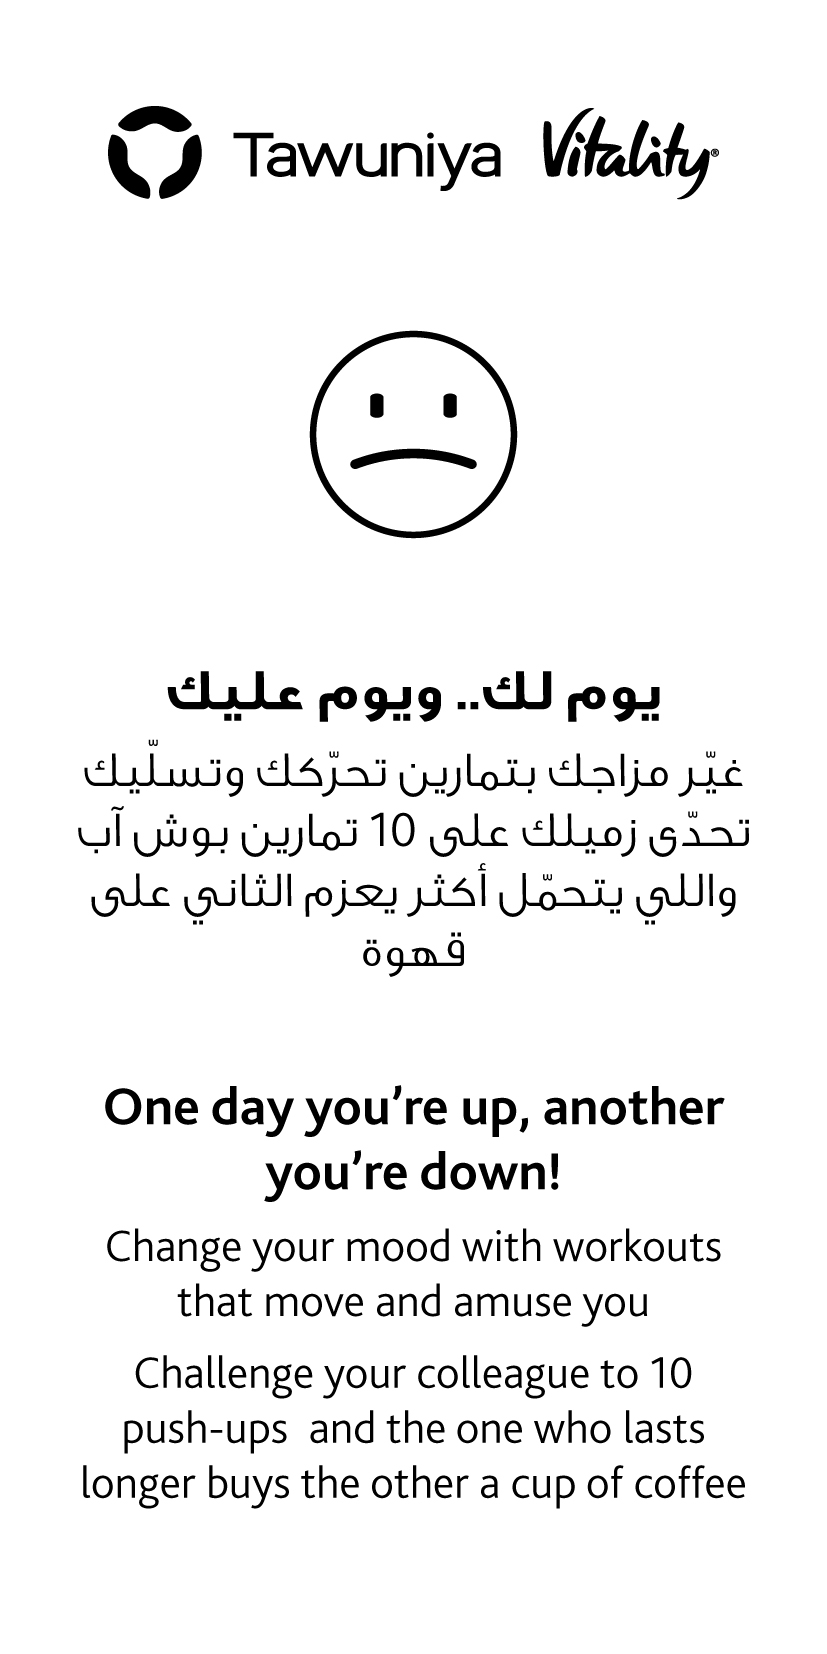 Tawuniya Vitality®
يوم لك.. ويوم عليك
غيّر مزاجك بتمارين تحرّكك وتسلّيك
تحدّى زميلك على 10 تمارين بوش آب
واللي يتحمّل أكثر يعزم الثاني على
قهوة
One day you’re up, another
you’re down!
Change your mood with workouts
that move and amuse you
Challenge your colleague to 10
push-ups  and the one who lasts
longer buys the other a cup of coffee